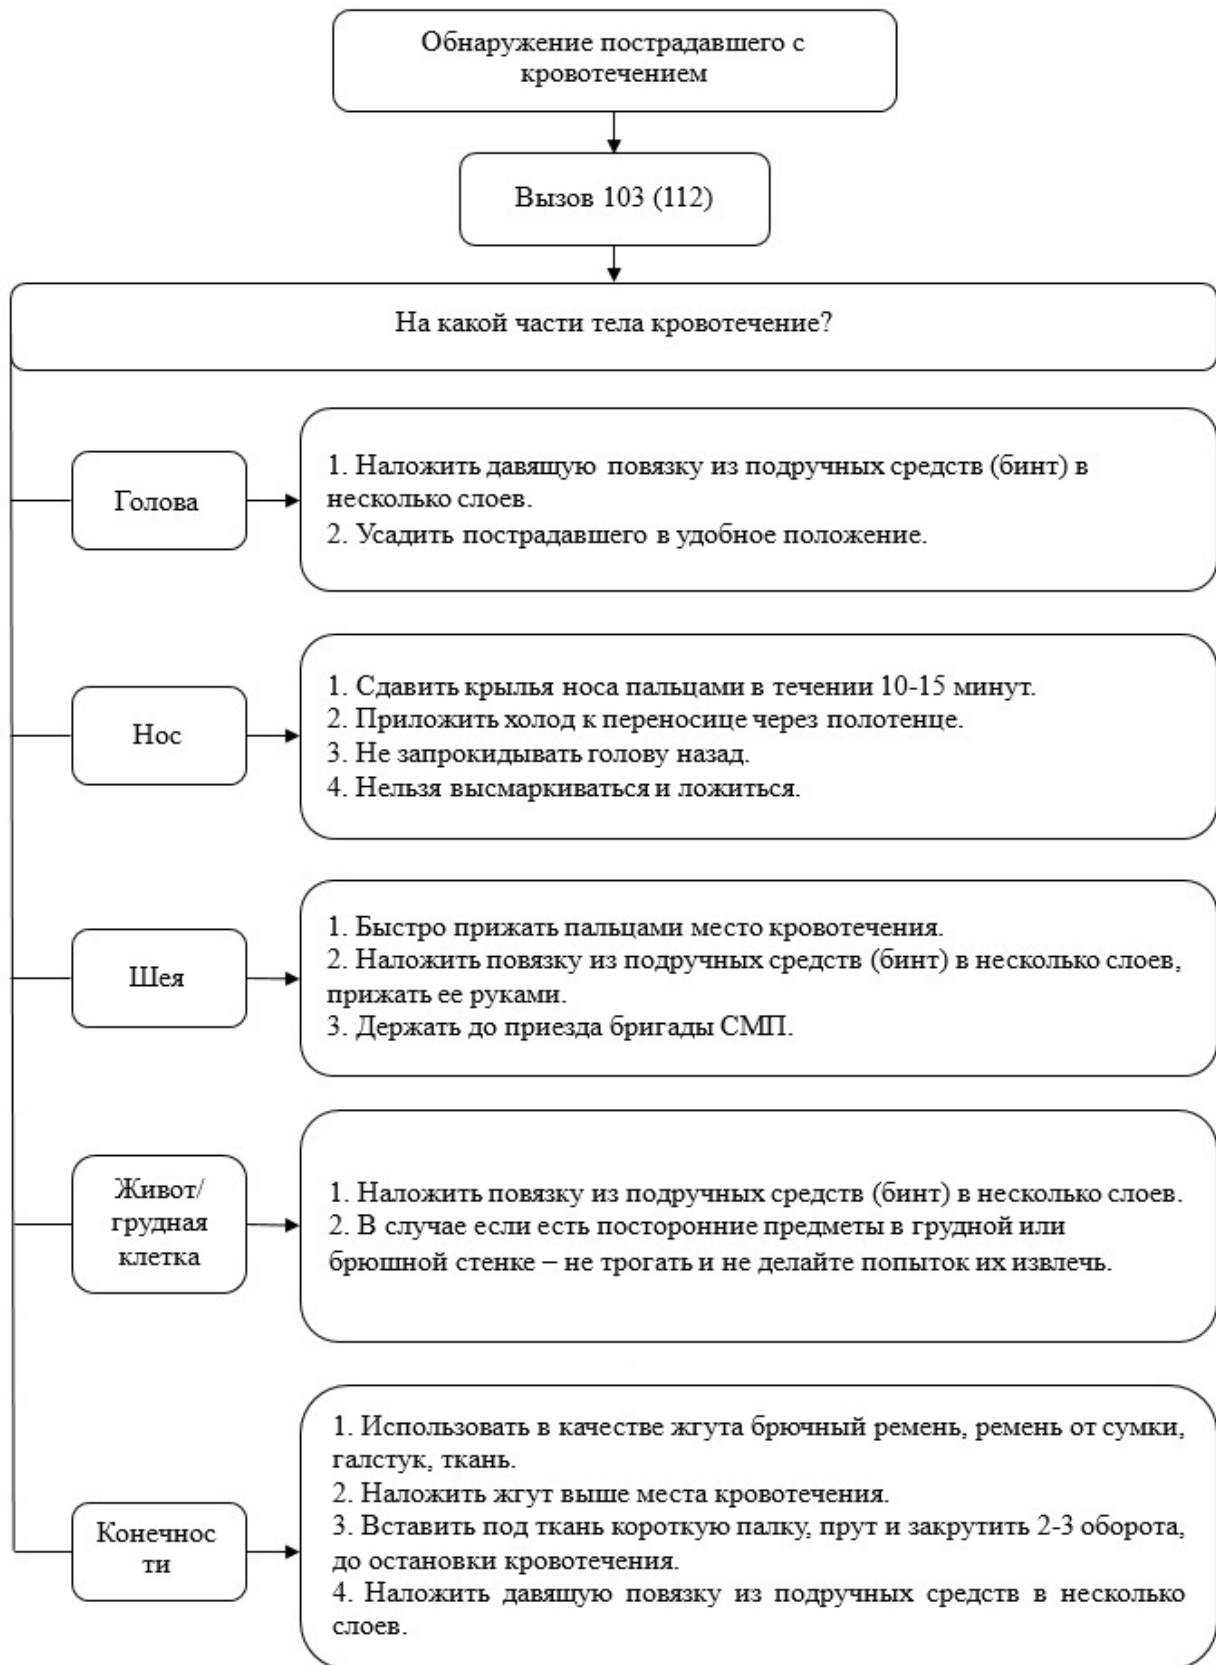 Обнаружение пострадавшего с
кровотечением
Вызов 103 (112)
На какой части тела кровотечение?
Голова
1. Наложить давящую повязку из подручных средств (бинт) в
несколько слоев.
2. Усадить пострадавшего в удобное положение.
Нос
1. Сдавить крылья носа пальцами в течении 10-15 минут.
2. Приложить холод к переносице через полотенце.
3. Не запрокидывать голову назад.
4. Нельзя высмаркиваться и ложиться.
Шея
1. Быстро прижать пальцами место кровотечения.
2. Наложить повязку из подручных средств (бинт) в несколько слоев,
прижать ее руками.
3. Держать до приезда бригады СМП.
Живот/
грудная
клетка
1. Наложить повязку из подручных средств (бинт) в несколько слоев.
2. В случае если есть посторонние предметы в грудной или
брюшной стенке – не трогать и не делайте попыток их извлечь.
Конечнос
ти
1. Использовать в качестве жгута брючный ремень, ремень от сумки,
галстук, ткань.
2. Наложить жгут выше места кровотечения.
3. Вставить под ткань короткую палку, прут и закрутить 2-3 оборота,
до остановки кровотечения.
4. Наложить давящую повязку из подручных средств в несколько
слоев.